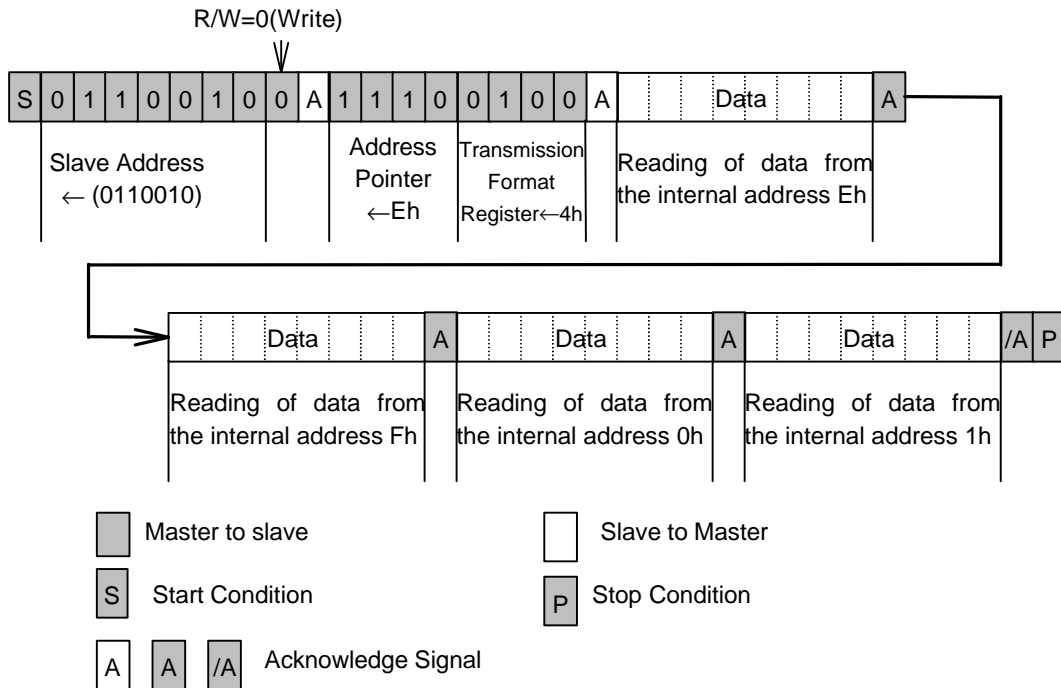 R/W=0(Write)
S 0 1 1 0 0 1 0 0 A 1 1 1 0 0 1 0 0 A Data A
Slave Address
← (0110010)
Address
Pointer
←Eh
Transmission
Format
Register←4h
Reading of data from
the internal address Eh
Data A Data A Data /A P
Reading of data from
the internal address Fh
Reading of data from
the internal address 0h
Reading of data from
the internal address 1h
Master to slave
Slave to Master
S Start Condition
P Stop Condition
A A /A Acknowledge Signal